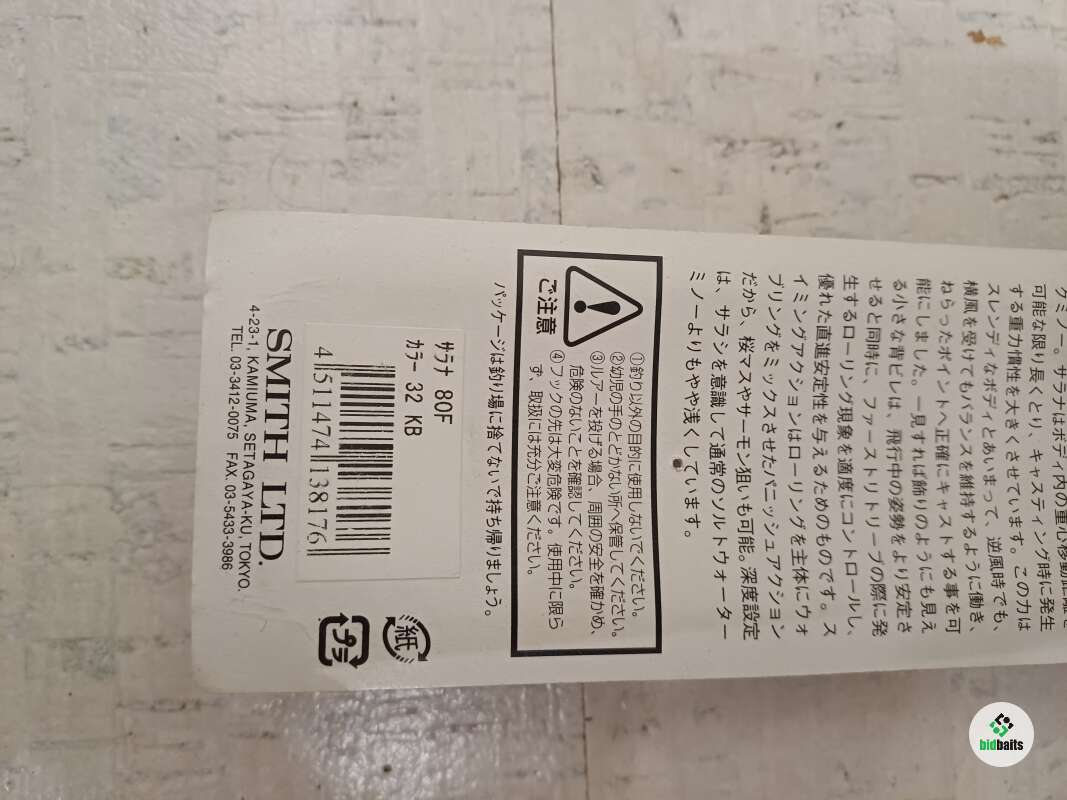 グミノー。サラナはボディ内の重心移動距離を
可能な限り長くとり、キャスティング時に発生
する重力慣性を大きくさせています。この力は
スレンディなボディとあいまって、逆風時でも、
横風を受けてもバランスを維持するように働き、
ねらったポイントへ正確にキャストする事を可
能にしました。一見すれば飾りのようにも見え
る小さな背ビレは、飛行中の姿勢をより安定さ
せると同時に、ファーストリトリーブの際に発
生するローリング現象を適度にコントロールし、
優れた直進安定性を与えるためのものです。ス
イミングアクションはローリングを主体にウォ
ブリングをミックスさせたパニッシュアクション
だから、桜マスやサーモン狙いも可能。深度設定
は、サラシを意識して通常のソルトウォーター
ミノーよりもやや浅くしています。
ご注意
①釣り以外の目的に使用しないでください。
②幼児の手のとどかない所へ保管してください。
③ルアーを投げる場合、周囲の安全を確かめ、
危険のないことを確認してください。
④フックの先は大変危険です。使用中に限ら
ず、取扱には充分ご注意ください。
パッケージは釣り場に捨てないで持ち帰りましょう。
サラナ 80F
カラー 32 KB
4 511474 138176
紙
プラ
SMITH LTD.
4-23-1, KAMIUMA, SETAGAYA-KU, TOKYO.
TEL 03-3412-0075 FAX. 03-5433-3986
bidbaits